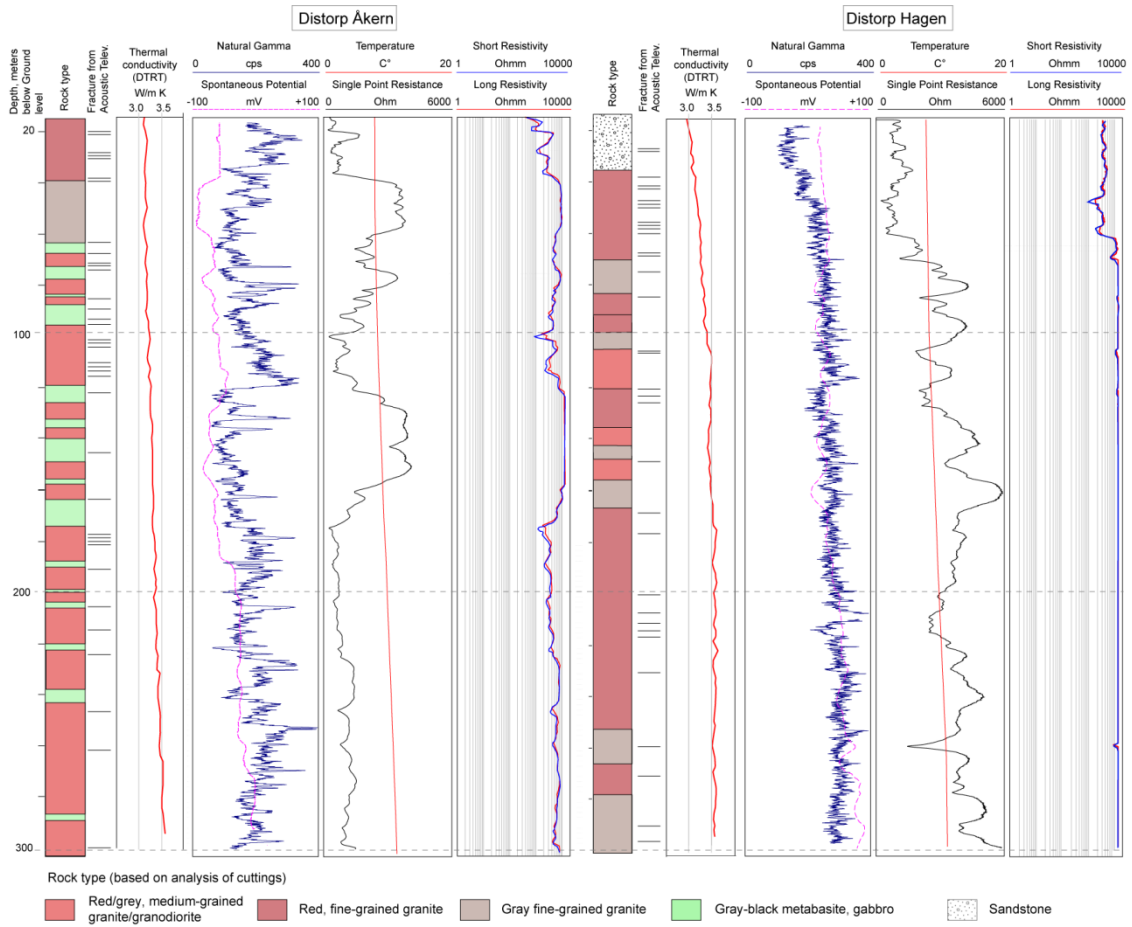 Distorp Åkern
Distorp Hagen
Depth, meters
below Ground
level
Rock type
Fracture from
Acoustic Telev.
Thermal
conductivity
(DTRT)
W/m K
3.0 3.5
Natural Gamma
0 cps 400
Spontaneous Potential
-100 mV +100
Temperature
0 C° 20
Single Point Resistance
0 Ohm 6000
Short Resistivity
1 Ohmm 10000
Long Resistivity
1 Ohmm 10000
Rock type
Fracture from
Acoustic Telev.
Thermal
conductivity
(DTRT)
W/m K
3.0 3.5
Natural Gamma
0 cps 400
Spontaneous Potential
-100 mV +100
Temperature
0 C° 20
Single Point Resistance
0 Ohm 6000
Short Resistivity
1 Ohmm 10000
Long Resistivity
1 Ohmm 10000
20
100
200
300
Rock type (based on analysis of cuttings)
Red/grey, medium-grained
granite/granodiorite
Red, fine-grained granite
Gray fine-grained granite
Gray-black metabasite, gabbro
Sandstone